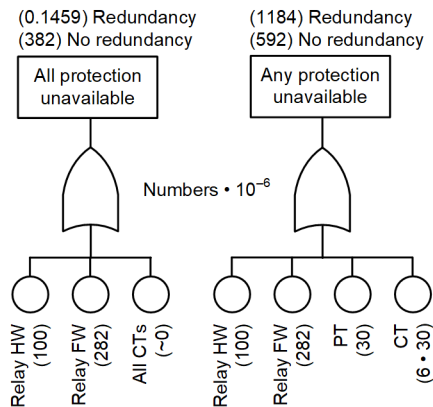 (0.1459) Redundancy
(382) No redundancy
All protection
unavailable
(1184) Redundancy
(592) No redundancy
Any protection
unavailable
Numbers • 10⁻⁶
Relay HW
(100)
Relay FW
(282)
All CTs
(~0)
Relay HW
(100)
Relay FW
(282)
PT
(30)
CT
(6 • 30)